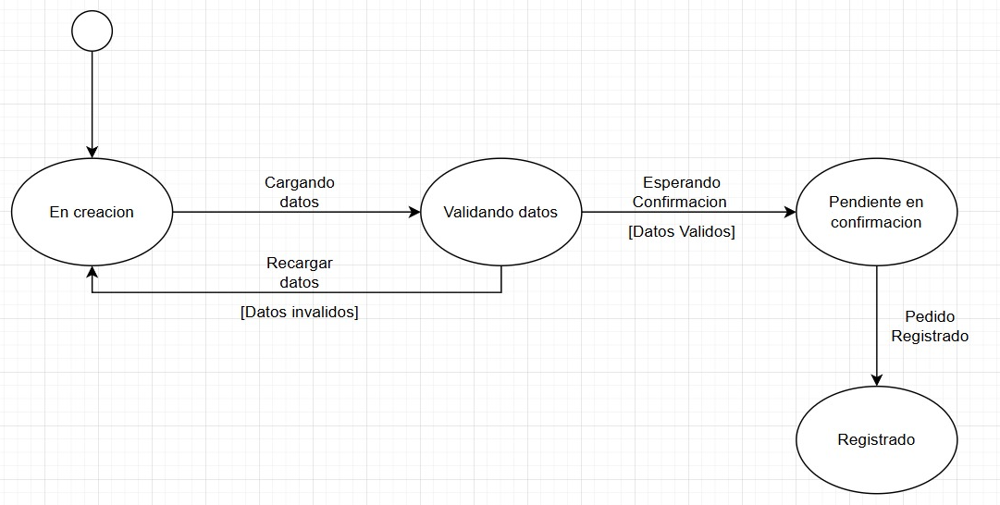 En creacion
Cargando
datos
Validando datos
Esperando
Confirmacion
[Datos Validos]
Pendiente en
confirmacion
Recargar
datos
[Datos invalidos]
Pedido
Registrado
Registrado